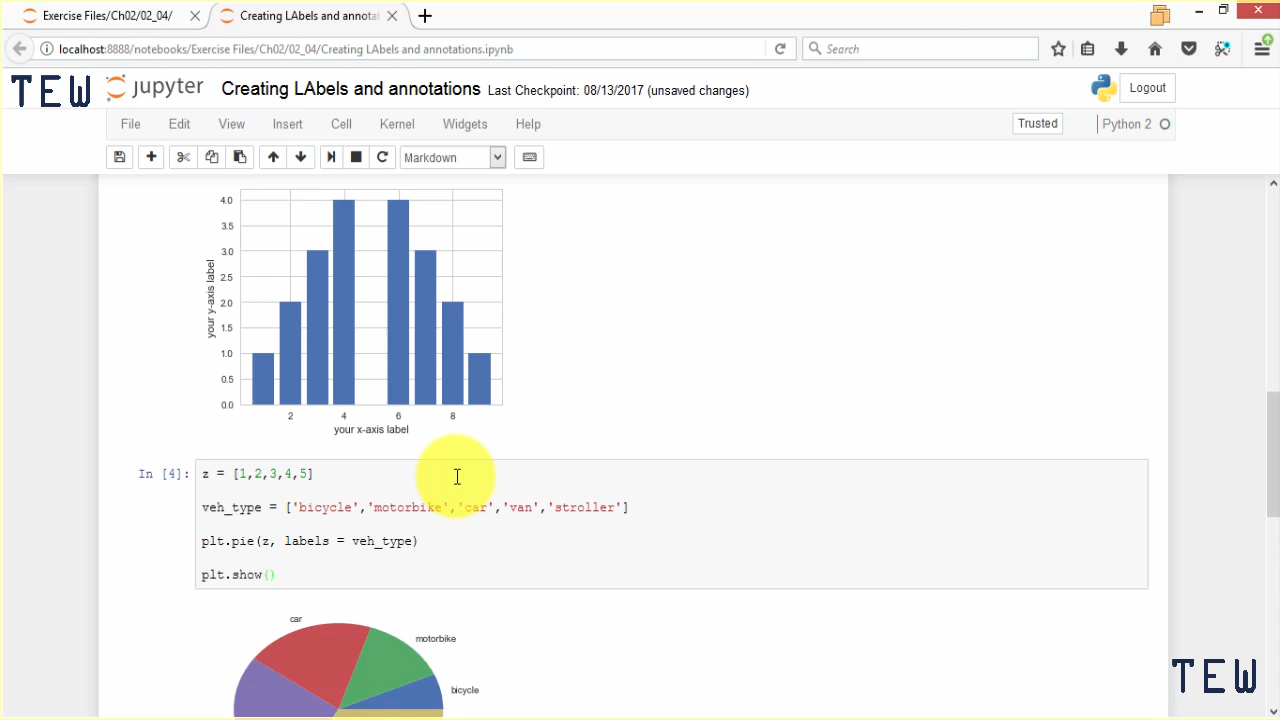 Exercise Files/Ch02/02_04/
Creating LAbels and annotat
localhost:8888/notebooks/Exercise Files/Ch02/02_04/Creating LAbels and annotations.ipynb
Search
TEW
jupyter
Creating LAbels and annotations
Last Checkpoint: 08/13/2017 (unsaved changes)
Logout
File Edit View Insert Cell Kernel Widgets Help
Trusted
Python 2
Markdown
4.0
3.5
3.0
2.5
2.0
1.5
1.0
0.5
0.0
your y-axis label
2 4 6 8
your x-axis label
In [4]:
z = [1,2,3,4,5]
veh_type = ['bicycle','motorbike','car','van','stroller']
plt.pie(z, labels = veh_type)
plt.show()
car
motorbike
bicycle
TEW